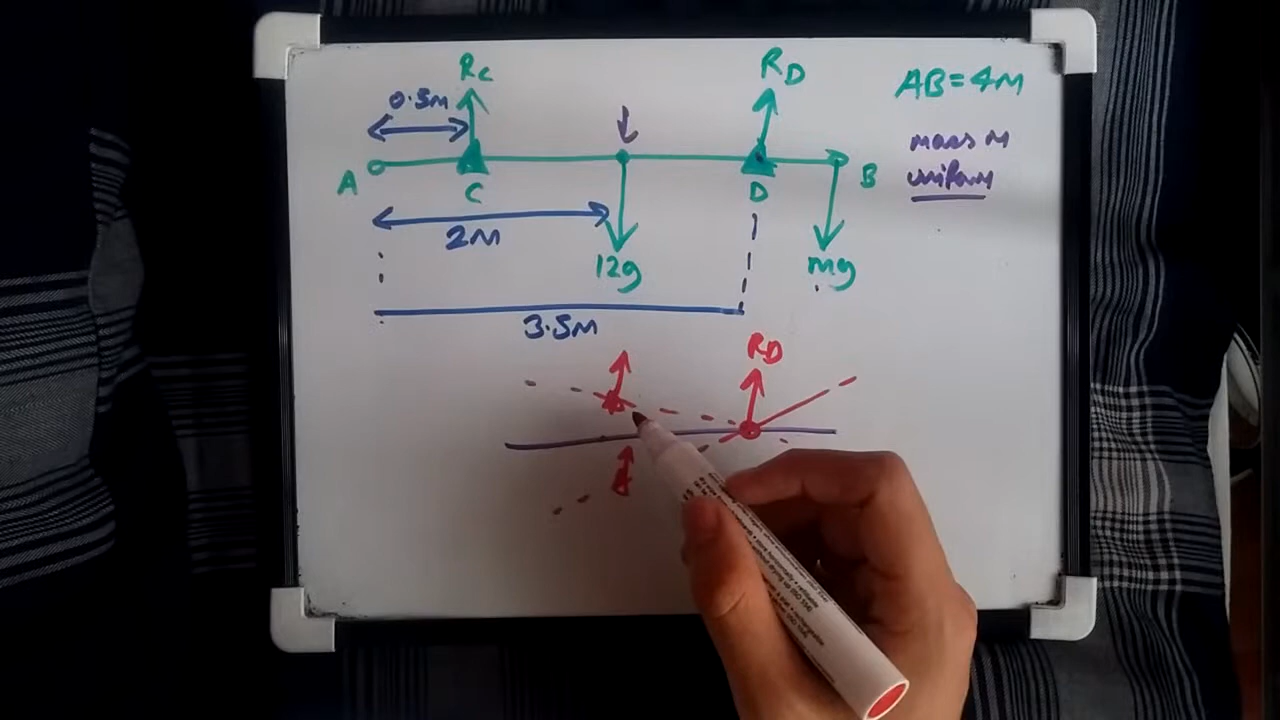 Rc
RD
AB = 4M
0.5M
mass M
uniform
A
C
D
B
2M
12g
mg
3.5M
RD